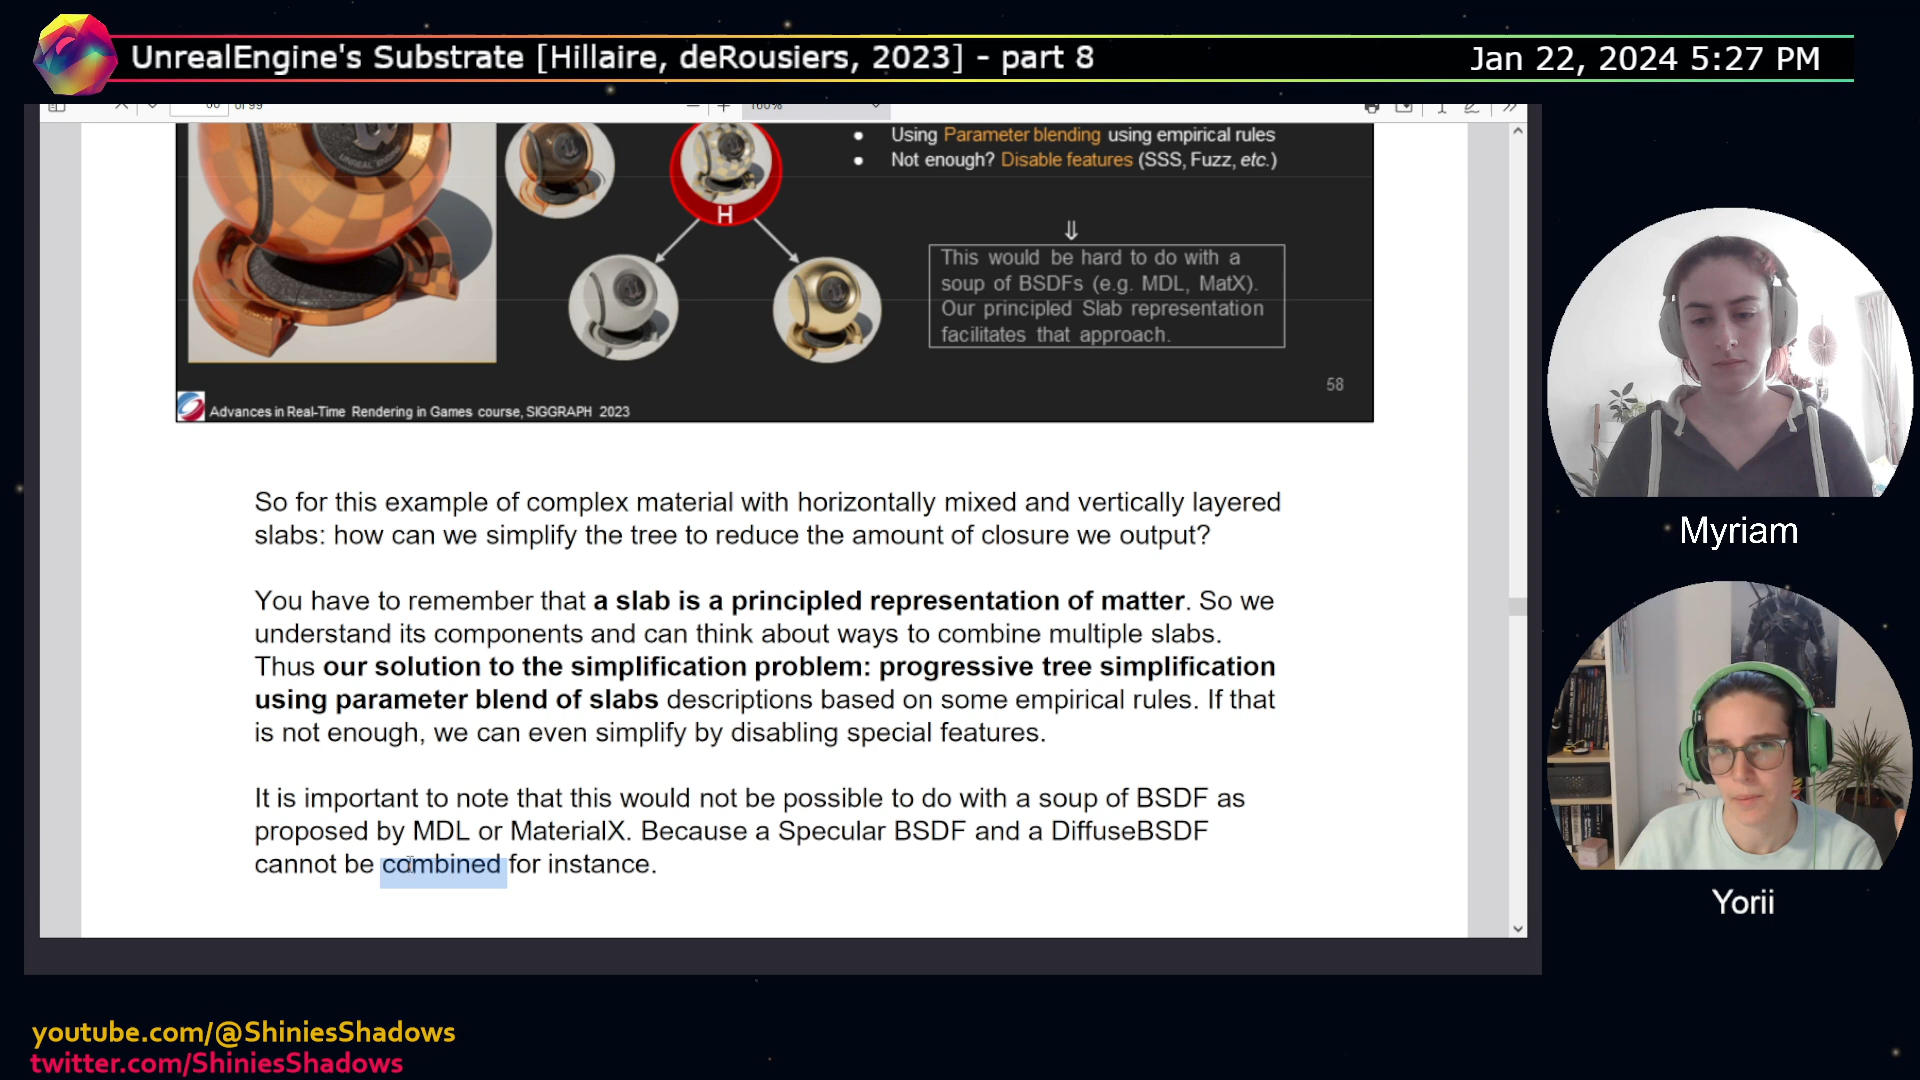 UnrealEngine's Substrate [Hillaire, deRousiers, 2023] - part 8
Jan 22, 2024 5:27 PM
of 99
160%
UNREAL ENGINE
H
• Using Parameter blending using empirical rules
• Not enough? Disable features (SSS, Fuzz, etc.)
⇓
This would be hard to do with a
soup of BSDFs (e.g. MDL, MatX).
Our principled Slab representation
facilitates that approach.
58
Advances in Real-Time Rendering in Games course, SIGGRAPH 2023
So for this example of complex material with horizontally mixed and vertically layered
slabs: how can we simplify the tree to reduce the amount of closure we output?
You have to remember that a slab is a principled representation of matter. So we
understand its components and can think about ways to combine multiple slabs.
Thus our solution to the simplification problem: progressive tree simplification
using parameter blend of slabs descriptions based on some empirical rules. If that
is not enough, we can even simplify by disabling special features.
It is important to note that this would not be possible to do with a soup of BSDF as
proposed by MDL or MaterialX. Because a Specular BSDF and a DiffuseBSDF
cannot be combined for instance.
Myriam
Yorii
youtube.com/@ShiniesShadows
twitter.com/ShiniesShadows